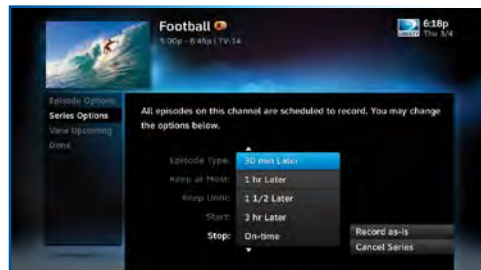 Football
5:00p - 8:45p | TV-14
6:18p
Thu 3/4
Episode Options
Series Options
View Upcoming
Done
All episodes on this channel are scheduled to record. You may change
the options below.
Episode Type: 30 min Later
Keep at Most: 1 hr Later
Keep Until: 1 1/2 Later
Start: 3 hr Later
Stop: On-time
Record as-is
Cancel Series